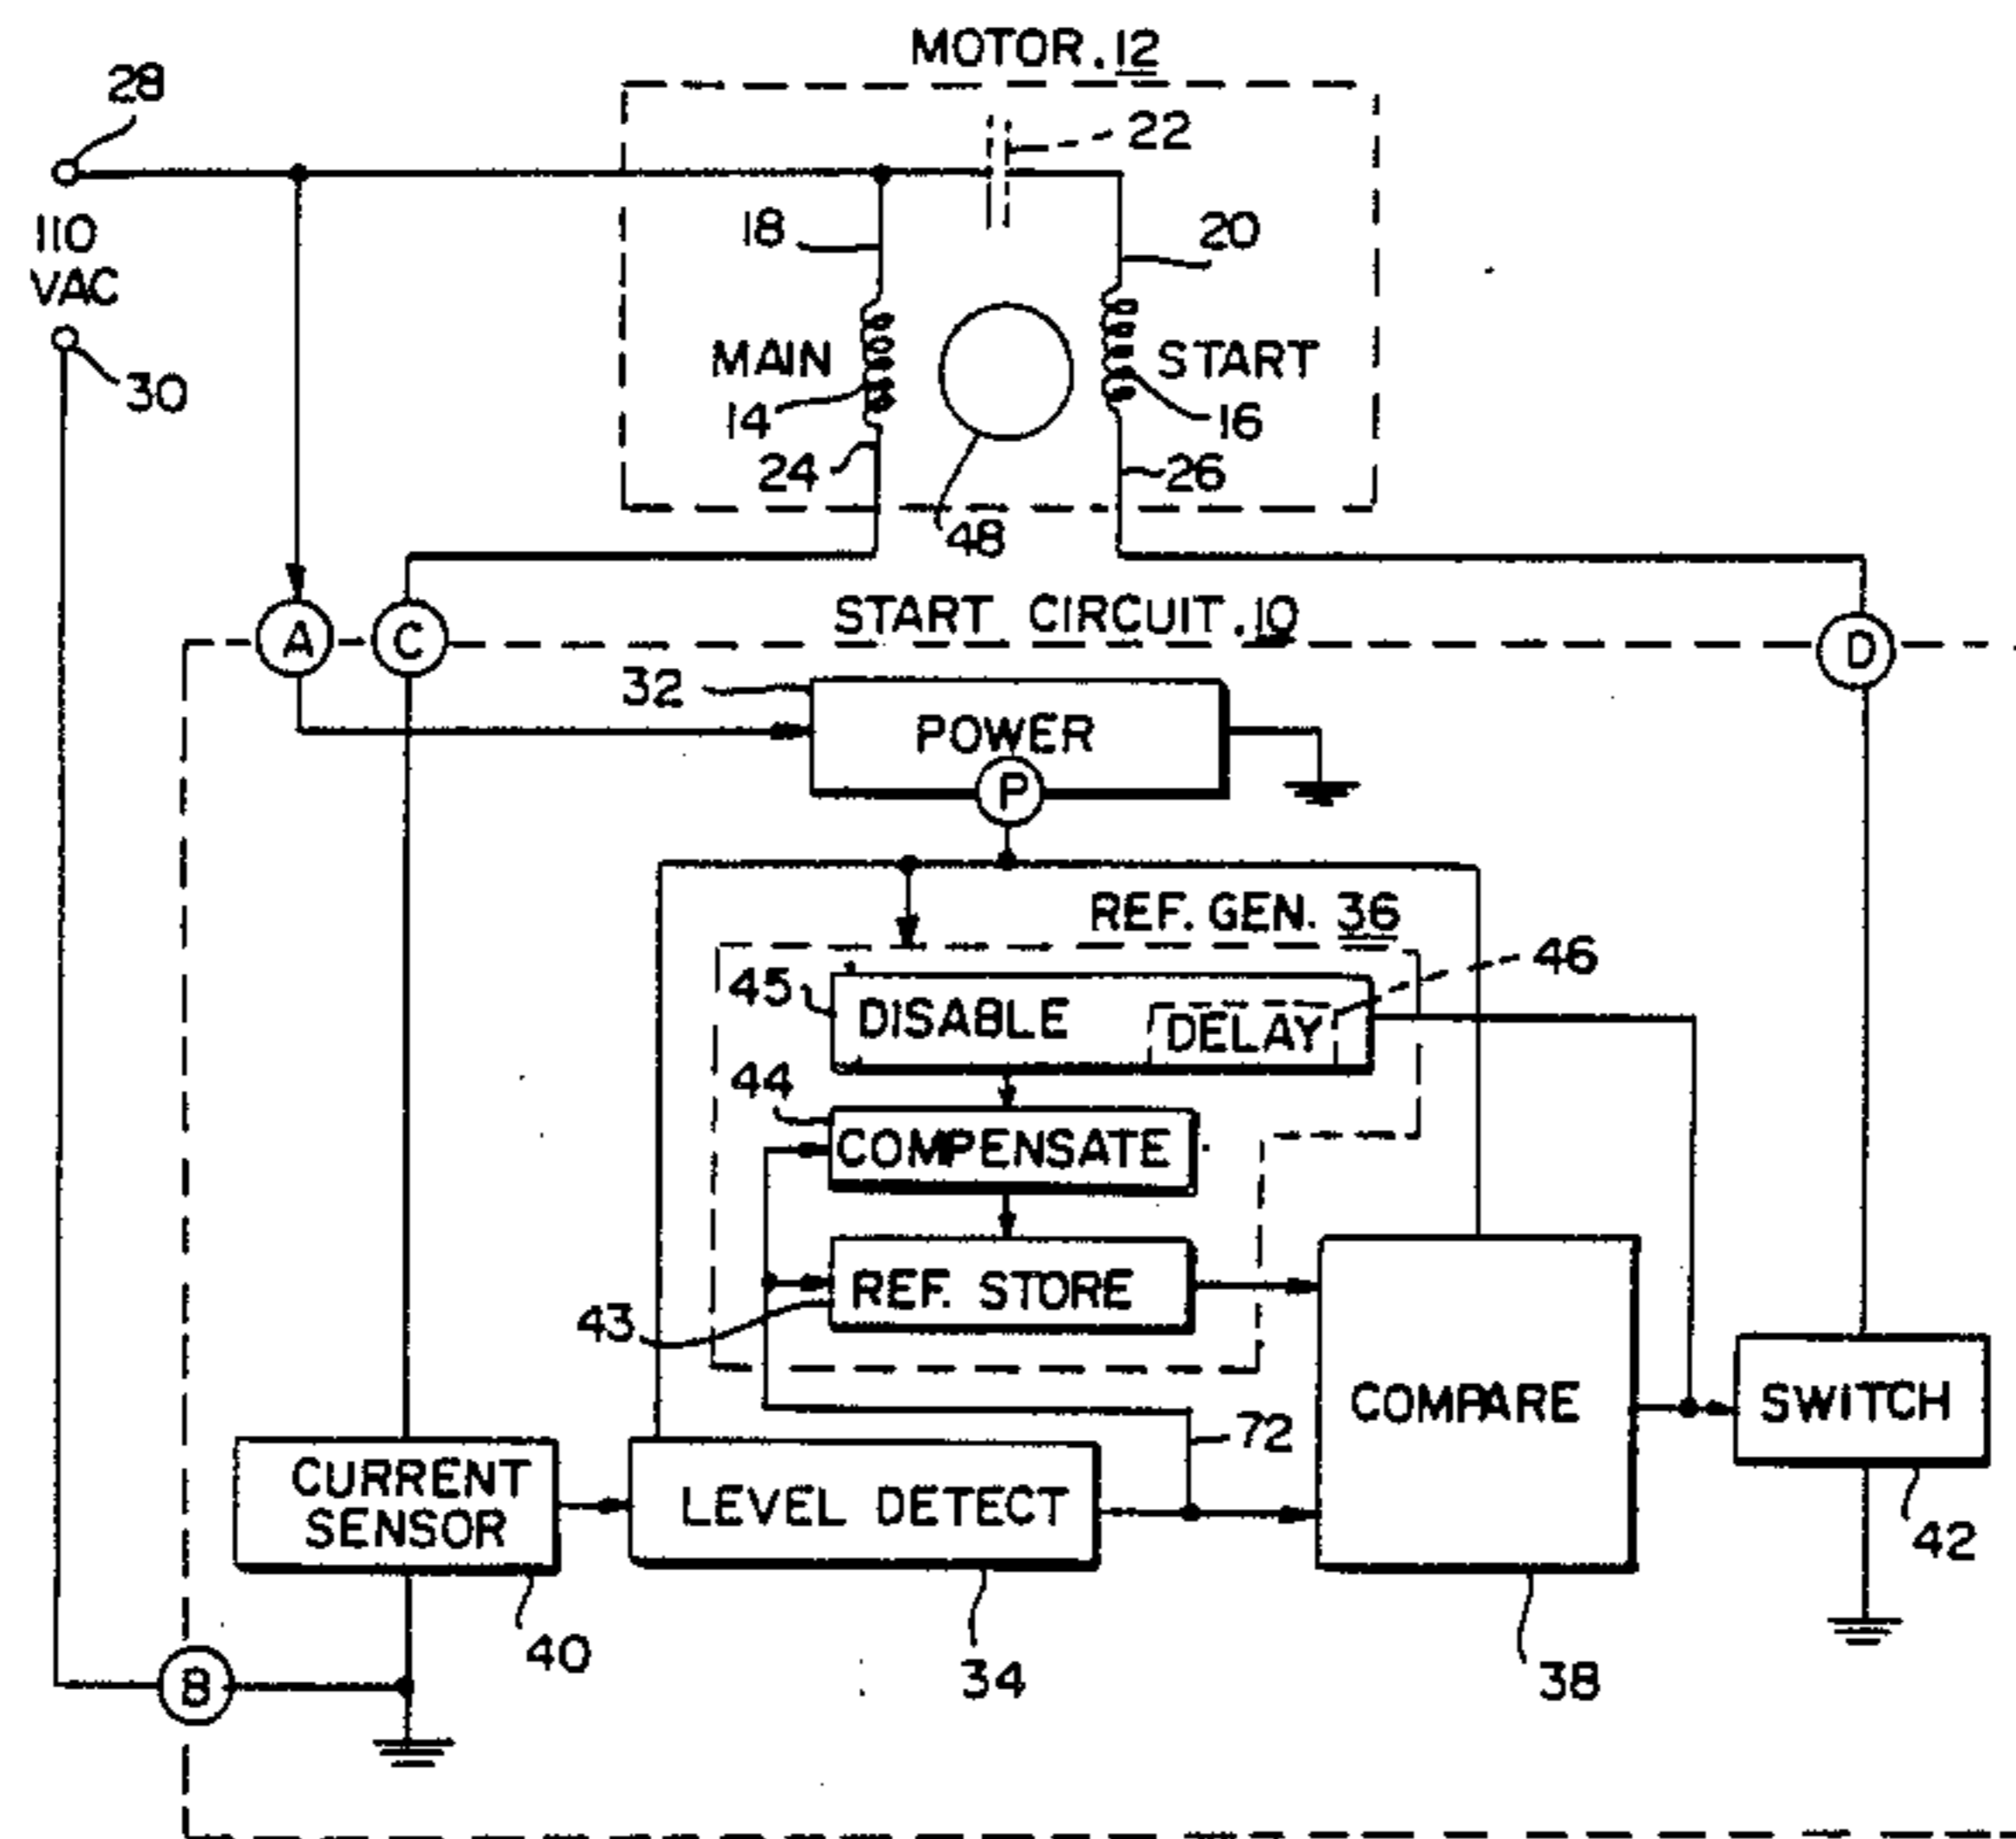 MOTOR.12
28
22
110
VAC
18
20
30
MAIN
START
14
16
24
26
48
A
C
START CIRCUIT.10
D
32
POWER
P
REF. GEN. 36
46
45
DISABLE
DELAY
44
COMPENSATE
REF. STORE
43
COMPARE
SWITCH
72
CURRENT
SENSOR
LEVEL DETECT
42
40
34
38
B